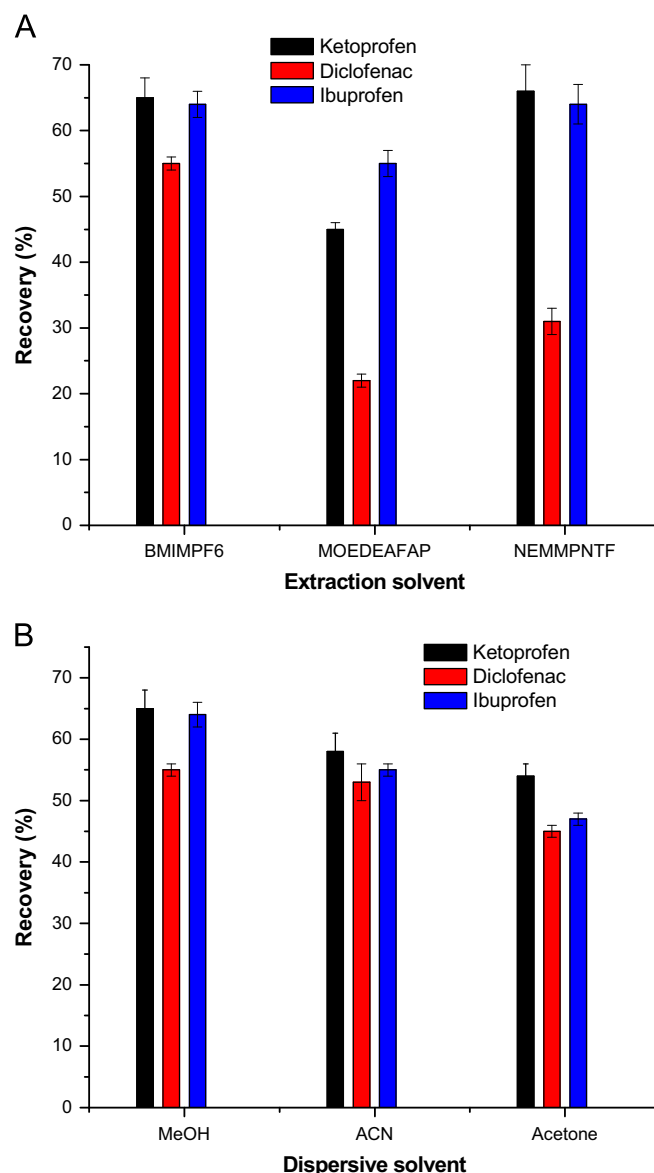 A
Ketoprofen
Diclofenac
Ibuprofen
70
60
50
40
30
20
10
0
Recovery (%)
BMIMPF6 MOEDEAFAP NEMMPNTF
Extraction solvent
B
Ketoprofen
Diclofenac
Ibuprofen
70
60
50
40
30
20
10
0
Recovery (%)
MeOH ACN Acetone
Dispersive solvent